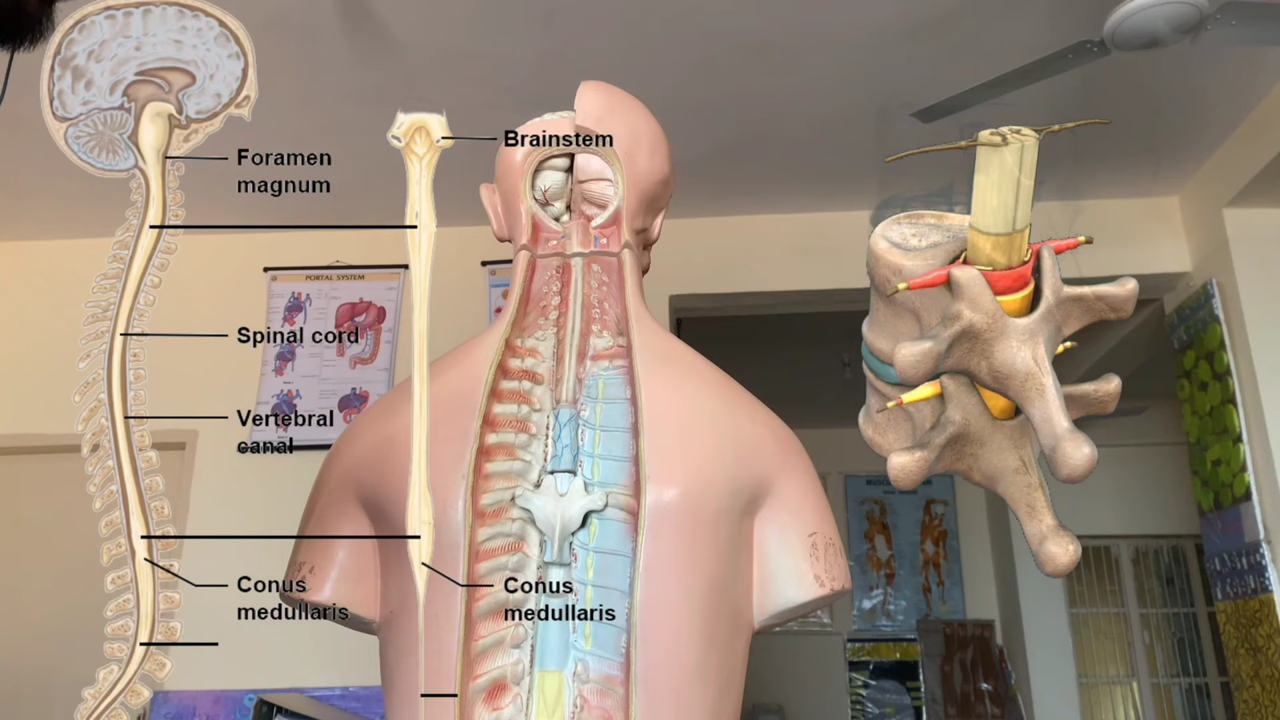 Brainstem
Foramen
magnum
PORTAL SYSTEM
Spinal cord
Vertebral
canal
Conus
medullaris
Conus
medullaris